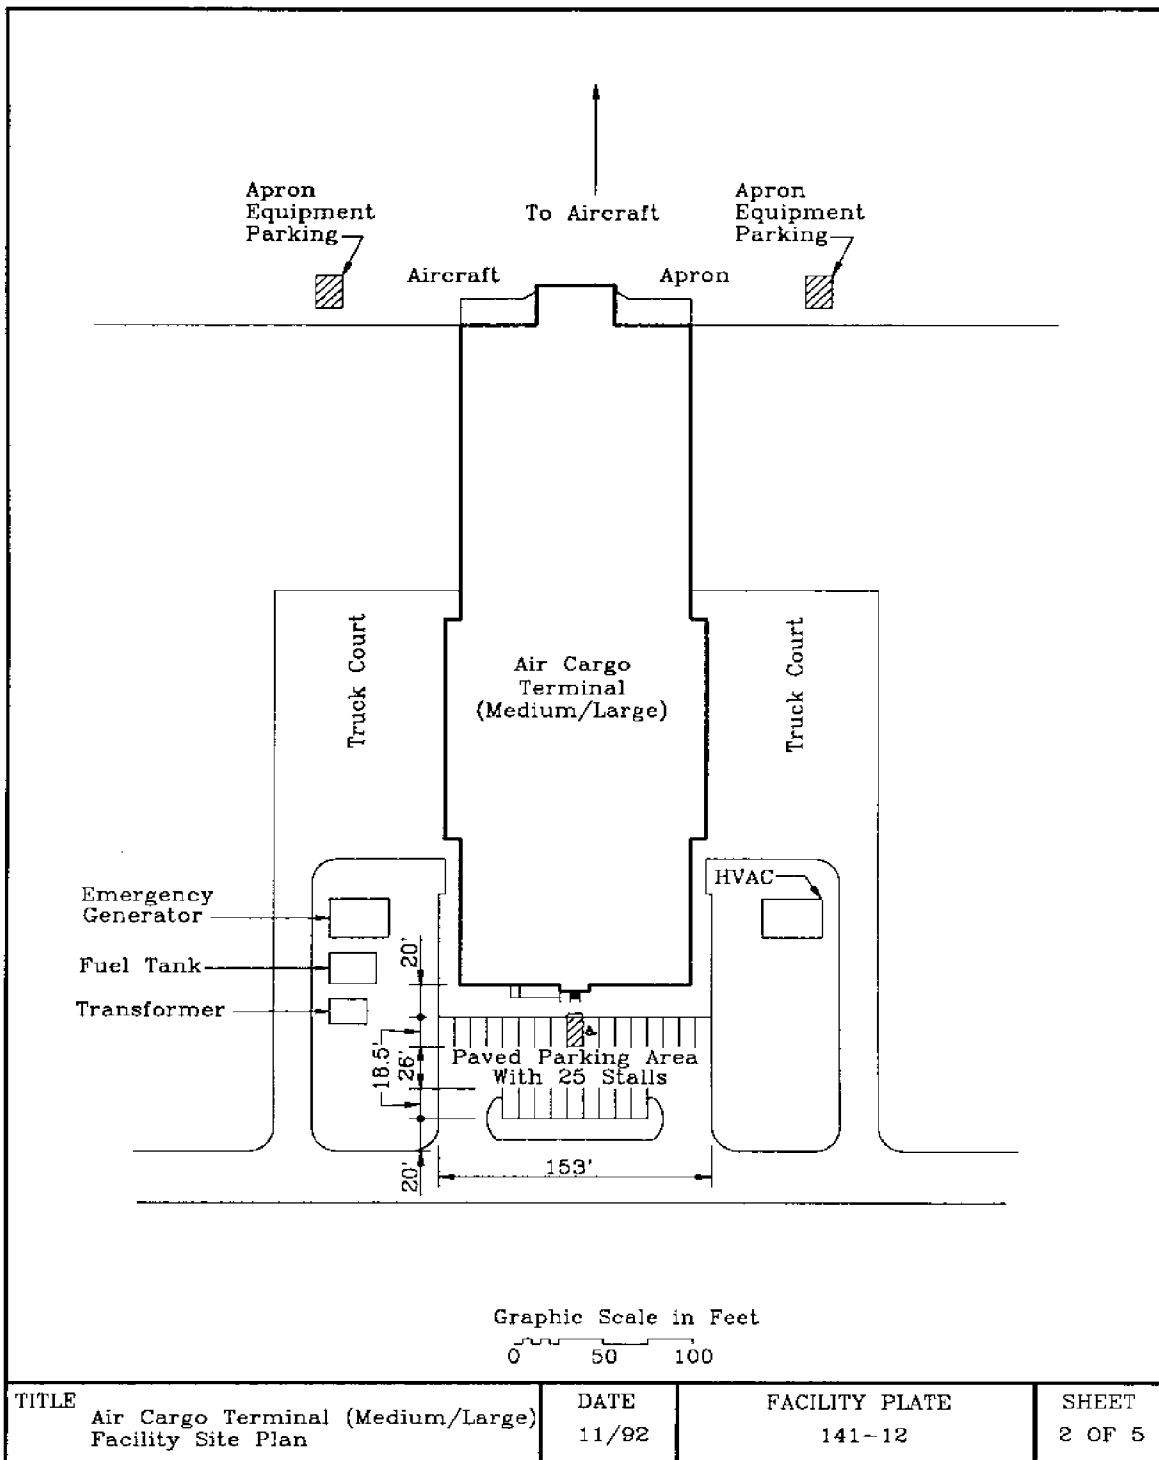 Apron
Equipment
Parking
To Aircraft
Apron
Equipment
Parking
Aircraft
Apron
Truck Court
Air Cargo
Terminal
(Medium/Large)
Truck Court
Emergency
Generator
HVAC
Fuel Tank
20'
Transformer
18.5'
26'
Paved Parking Area
With 25 Stalls
20'
153'
Graphic Scale in Feet
0 50 100
TITLE
Air Cargo Terminal (Medium/Large)
Facility Site Plan
DATE
11/92
FACILITY PLATE
141-12
SHEET
2 OF 5